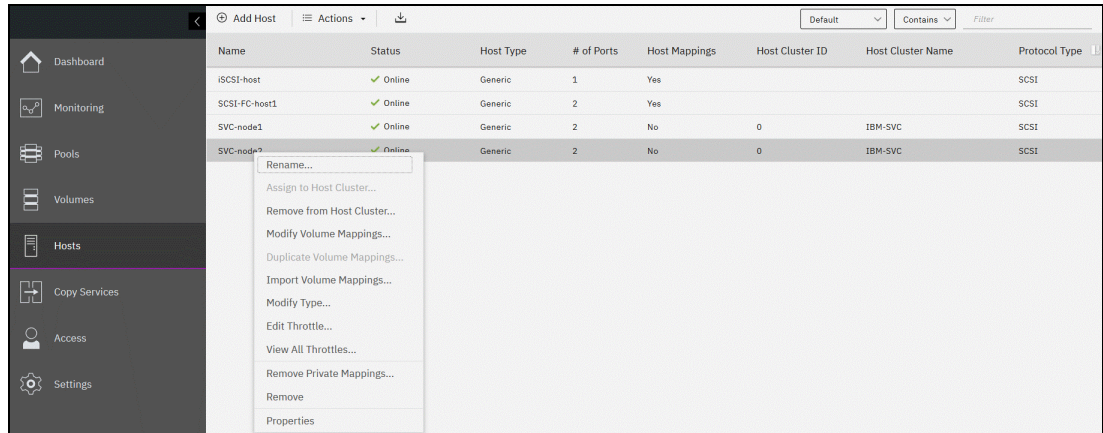 Add Host
Actions
Default
Contains
Filter
Name Status Host Type # of Ports Host Mappings Host Cluster ID Host Cluster Name Protocol Type
Dashboard
iSCSI-host Online Generic 1 Yes SCSI
Monitoring
SCSI-FC-host1 Online Generic 2 Yes SCSI
SVC-node1 Online Generic 2 No 0 IBM-SVC SCSI
Pools
SVC-node2 Online Generic 2 No 0 IBM-SVC SCSI
Rename...
Assign to Host Cluster...
Volumes
Remove from Host Cluster...
Modify Volume Mappings...
Hosts
Duplicate Volume Mappings...
Import Volume Mappings...
Copy Services
Modify Type...
Edit Throttle...
Access
View All Throttles...
Remove Private Mappings...
Settings
Remove
Properties